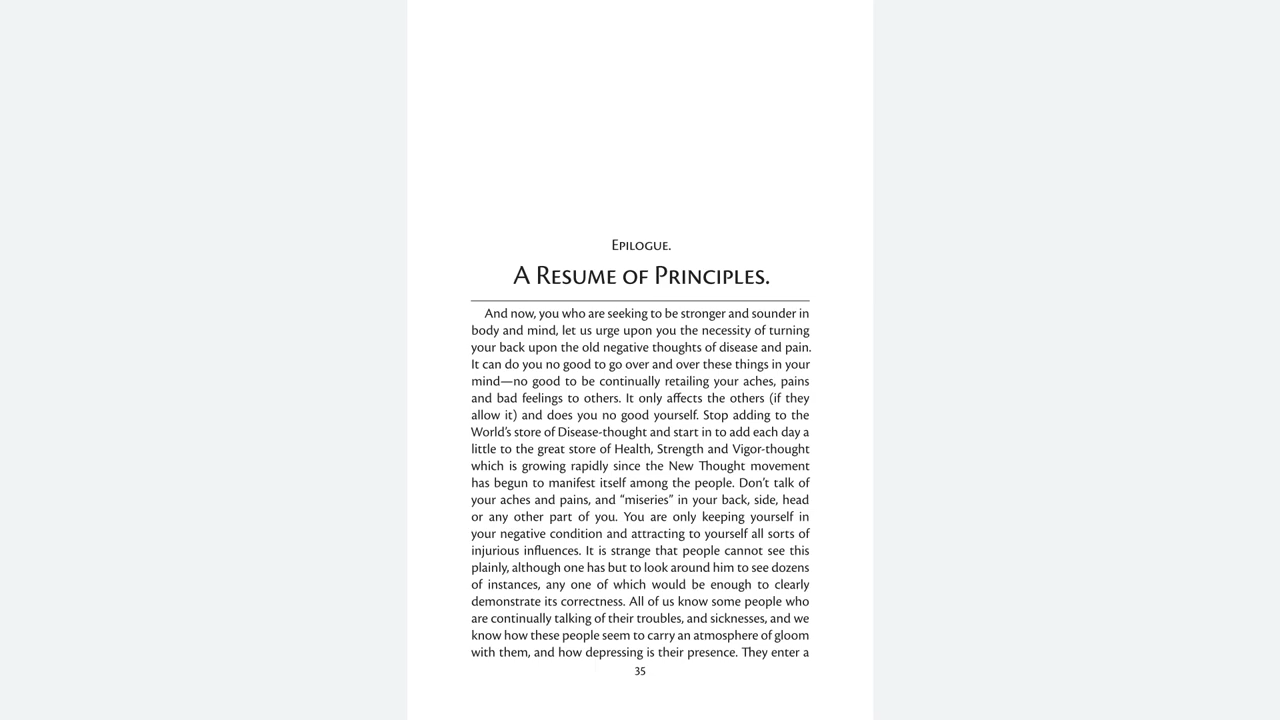 Epilogue.
A Resume of Principles.
And now, you who are seeking to be stronger and sounder in
body and mind, let us urge upon you the necessity of turning
your back upon the old negative thoughts of disease and pain.
It can do you no good to go over and over these things in your
mind—no good to be continually retailing your aches, pains
and bad feelings to others. It only affects the others (if they
allow it) and does you no good yourself. Stop adding to the
World’s store of Disease-thought and start in to add each day a
little to the great store of Health, Strength and Vigor-thought
which is growing rapidly since the New Thought movement
has begun to manifest itself among the people. Don’t talk of
your aches and pains, and “miseries” in your back, side, head
or any other part of you. You are only keeping yourself in
your negative condition and attracting to yourself all sorts of
injurious influences. It is strange that people cannot see this
plainly, although one has but to look around him to see dozens
of instances, any one of which would be enough to clearly
demonstrate its correctness. All of us know some people who
are continually talking of their troubles, and sicknesses, and we
know how these people seem to carry an atmosphere of gloom
with them, and how depressing is their presence. They enter a
35